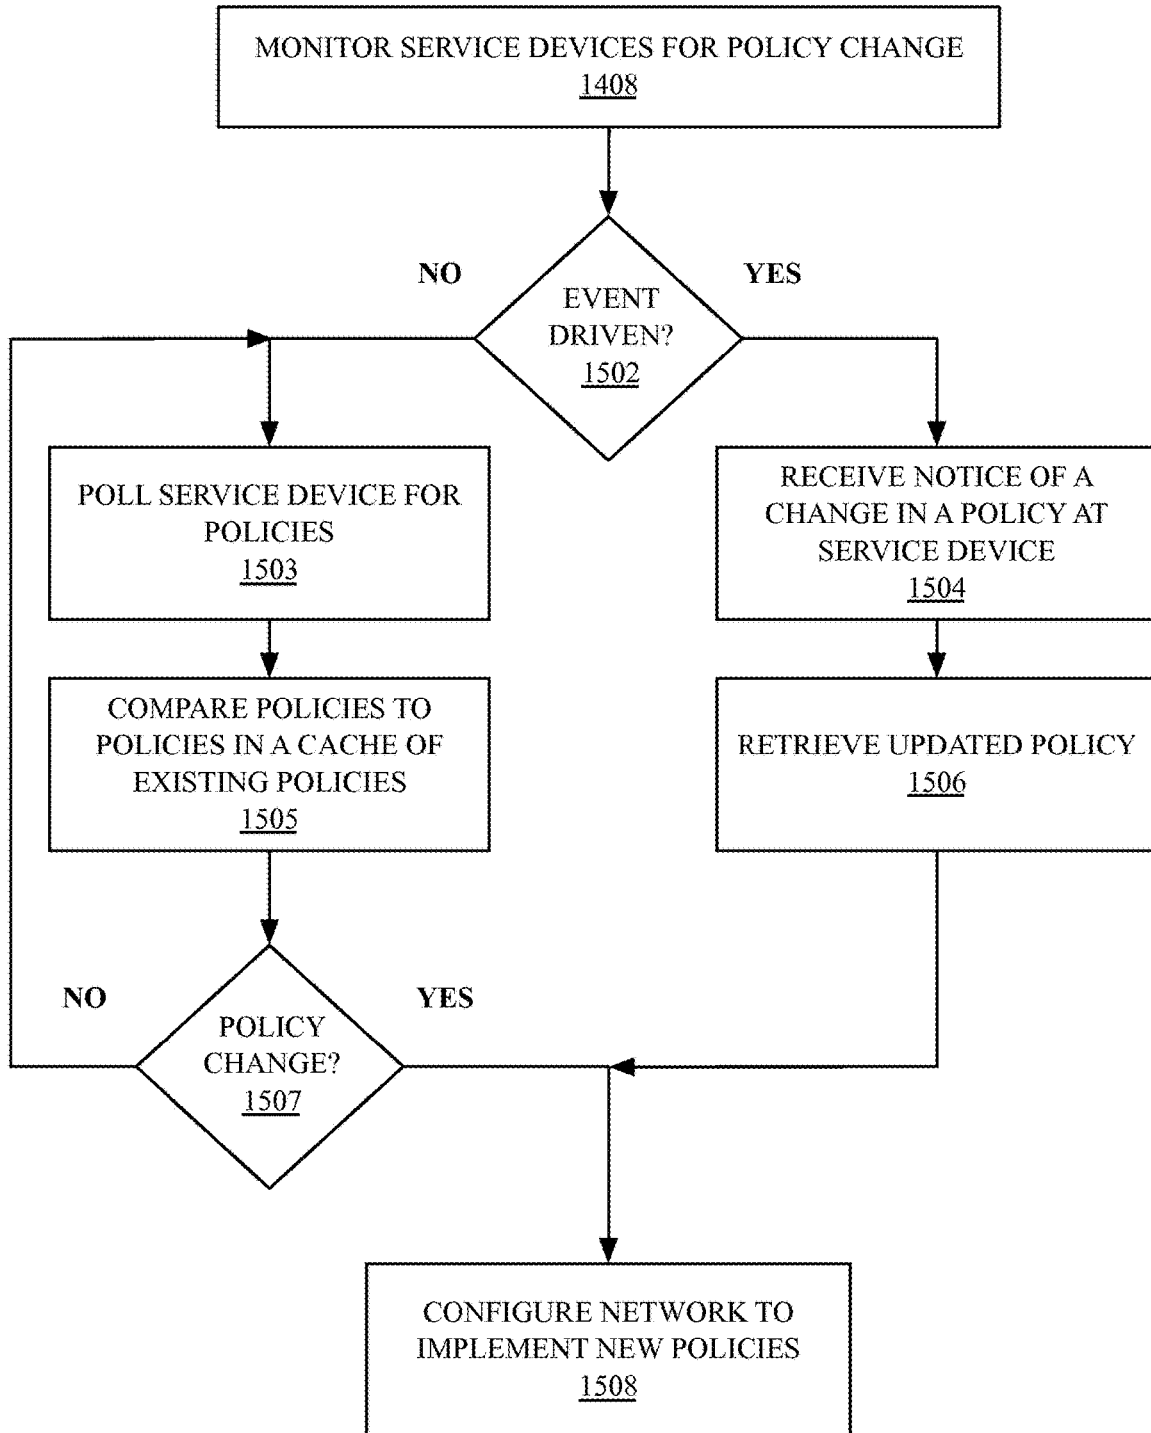 MONITOR SERVICE DEVICES FOR POLICY CHANGE
1408
NO
YES
EVENT
DRIVEN?
1502
POLL SERVICE DEVICE FOR
POLICIES
1503
RECEIVE NOTICE OF A
CHANGE IN A POLICY AT
SERVICE DEVICE
1504
COMPARE POLICIES TO
POLICIES IN A CACHE OF
EXISTING POLICIES
1505
RETRIEVE UPDATED POLICY
1506
NO
YES
POLICY
CHANGE?
1507
CONFIGURE NETWORK TO
IMPLEMENT NEW POLICIES
1508